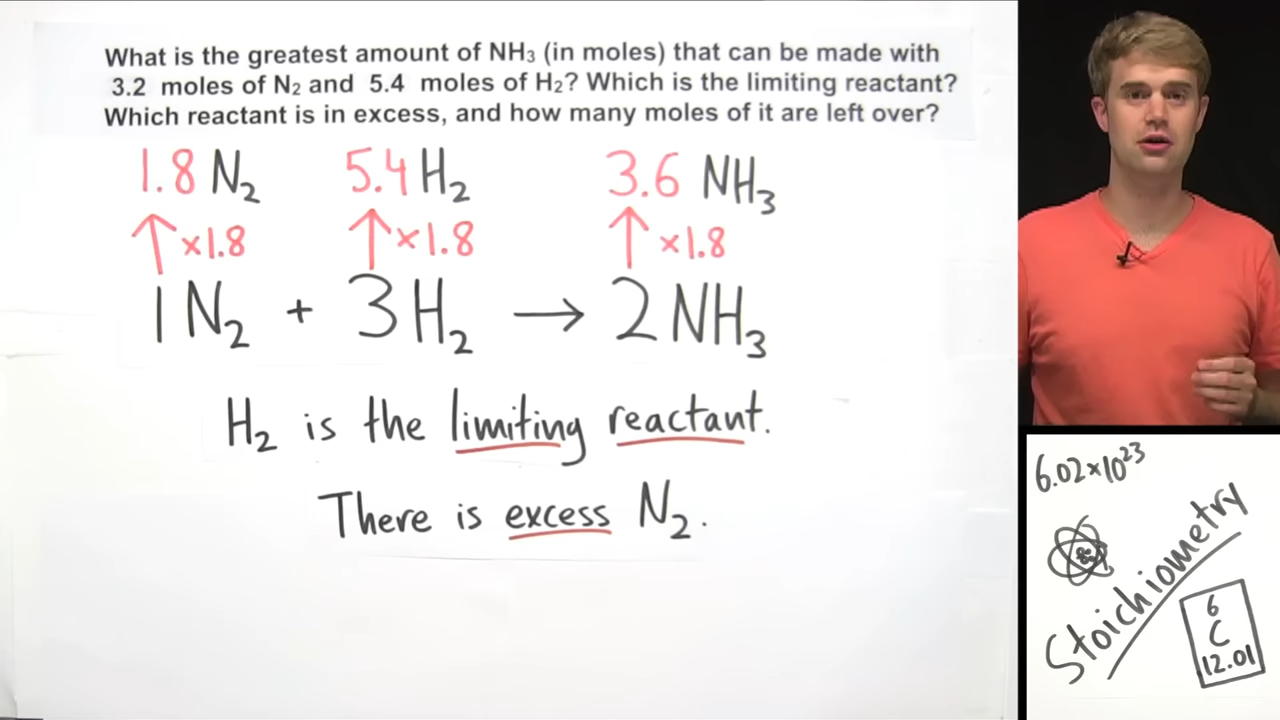 What is the greatest amount of NH₃ (in moles) that can be made with
3.2 moles of N₂ and 5.4 moles of H₂? Which is the limiting reactant?
Which reactant is in excess, and how many moles of it are left over?
1.8 N₂ 5.4 H₂ 3.6 NH₃
↑×1.8 ↑×1.8 ↑×1.8
1 N₂ + 3 H₂ → 2 NH₃
H₂ is the limiting reactant.
There is excess N₂.
6.02×10²³
Stoichiometry
6
C
12.01